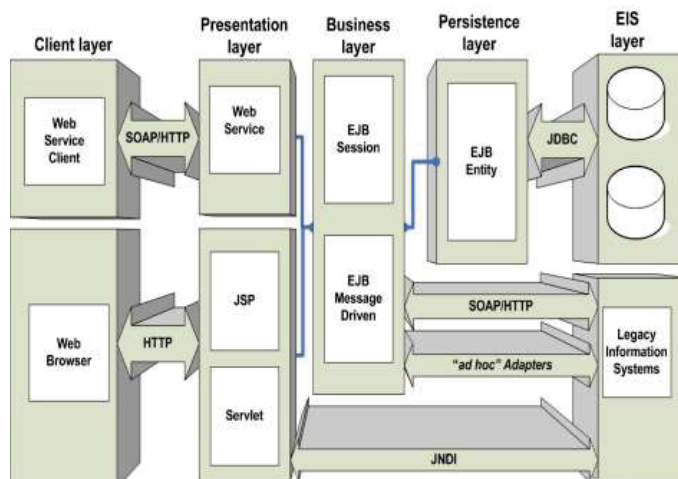 Client layer
Presentation
layer
Business
layer
Persistence
layer
EIS
layer
Web
Service
Client
SOAP/HTTP
Web
Service
EJB
Session
EJB
Entity
JDBC
Web
Browser
HTTP
JSP
Servlet
EJB
Message
Driven
SOAP/HTTP
"ad hoc" Adapters
Legacy
Information
Systems
JNDI